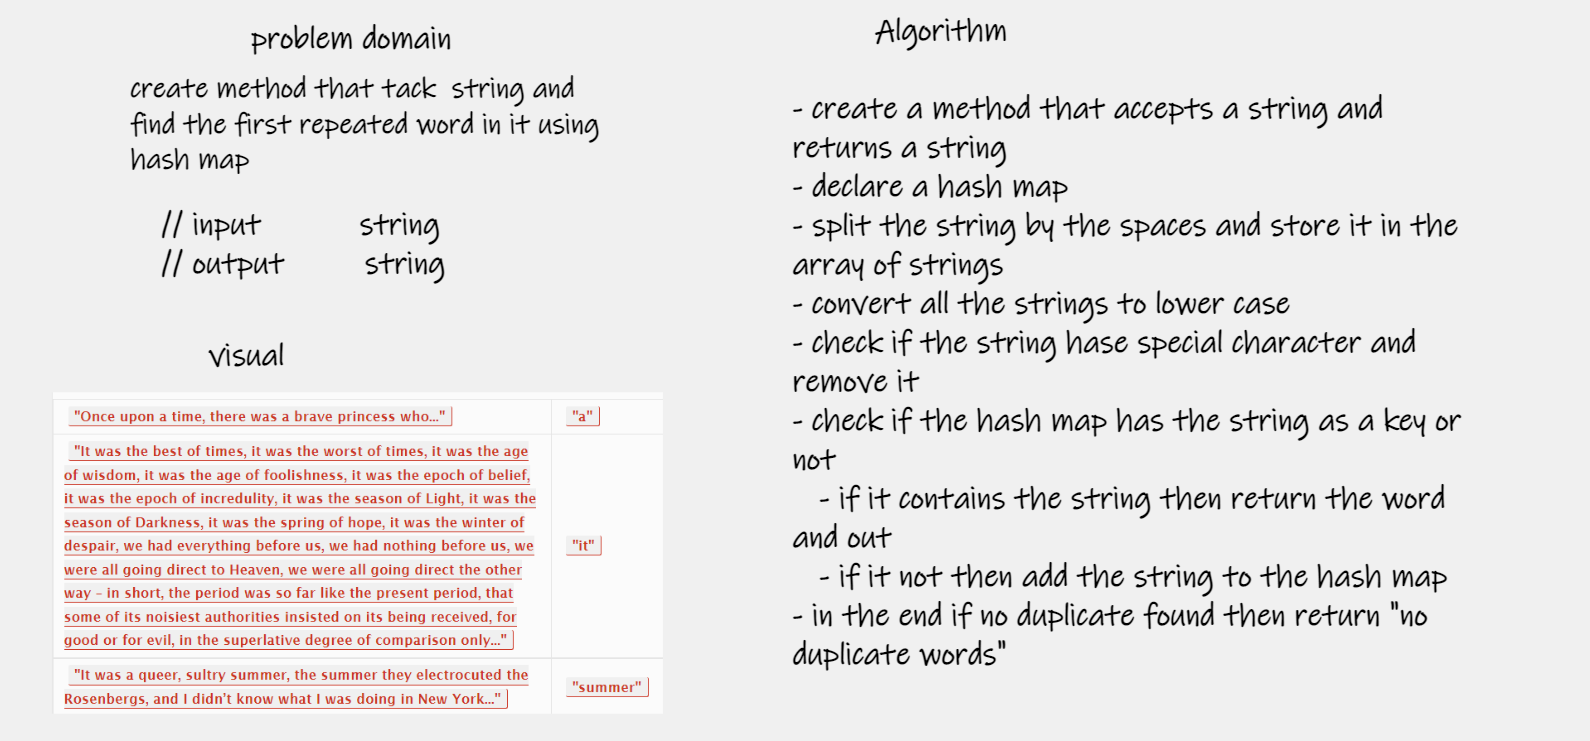 problem domain
create method that tack string and
find the first repeated word in it using
hash map
// input string
// output string
visual
"Once upon a time, there was a brave princess who..."
"a"
"It was the best of times, it was the worst of times, it was the age
of wisdom, it was the age of foolishness, it was the epoch of belief,
it was the epoch of incredulity, it was the season of Light, it was the
season of Darkness, it was the spring of hope, it was the winter of
despair, we had everything before us, we had nothing before us, we
were all going direct to Heaven, we were all going direct the other
way – in short, the period was so far like the present period, that
some of its noisiest authorities insisted on its being received, for
good or for evil, in the superlative degree of comparison only..."
"it"
"It was a queer, sultry summer, the summer they electrocuted the
Rosenbergs, and I didn't know what I was doing in New York..."
"summer"
Algorithm
- create a method that accepts a string and
returns a string
- declare a hash map
- split the string by the spaces and store it in the
array of strings
- convert all the strings to lower case
- check if the string hase special character and
remove it
- check if the hash map has the string as a key or
not
- if it contains the string then return the word
and out
- if it not then add the string to the hash map
- in the end if no duplicate found then return "no
duplicate words"